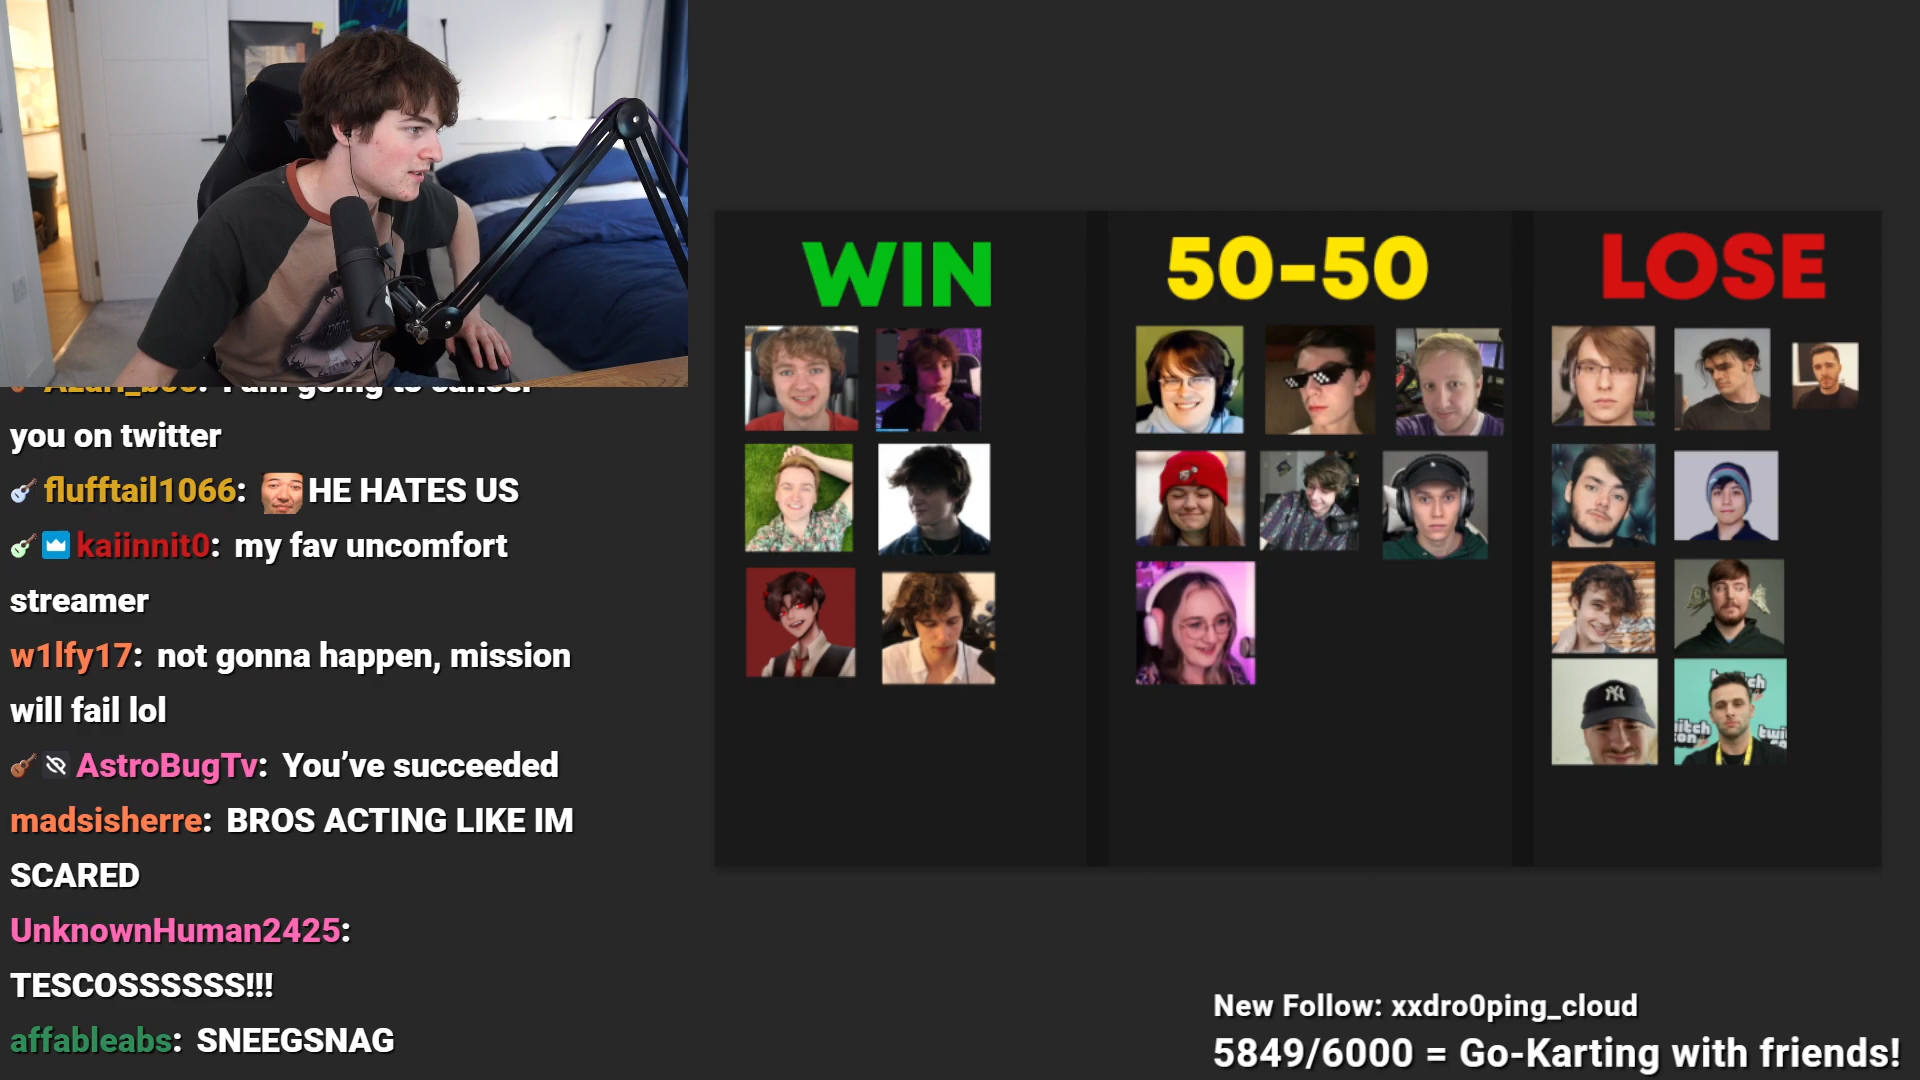 WIN
50-50
LOSE
you on twitter
flufftail1066: HE HATES US
kaiinnit0: my fav uncomfort
streamer
w1lfy17: not gonna happen, mission
will fail lol
AstroBugTv: You’ve succeeded
madsisherre: BROS ACTING LIKE IM
SCARED
UnknownHuman2425:
TESCOSSSSSS!!!
affableabs: SNEEGSNAG
New Follow: xxdro0ping_cloud
5849/6000 = Go-Karting with friends!